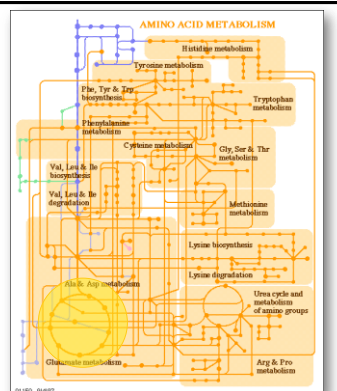 AMINO ACID METABOLISM
Histidine metabolism
Tyrosine metabolism
Phe, Tyr & Trp
biosynthesis
Tryptophan
metabolism
Phenylalanine
metabolism
Cysteine metabolism
Gly, Ser & Thr
metabolism
Val, Leu & Ile
biosynthesis
Val, Leu & Ile
degradation
Methionine
metabolism
Lysine biosynthesis
Lysine degradation
Ala & Asp metabolism
Urea cycle and
metabolism
of amino groups
Glutamate metabolism
Arg & Pro
metabolism